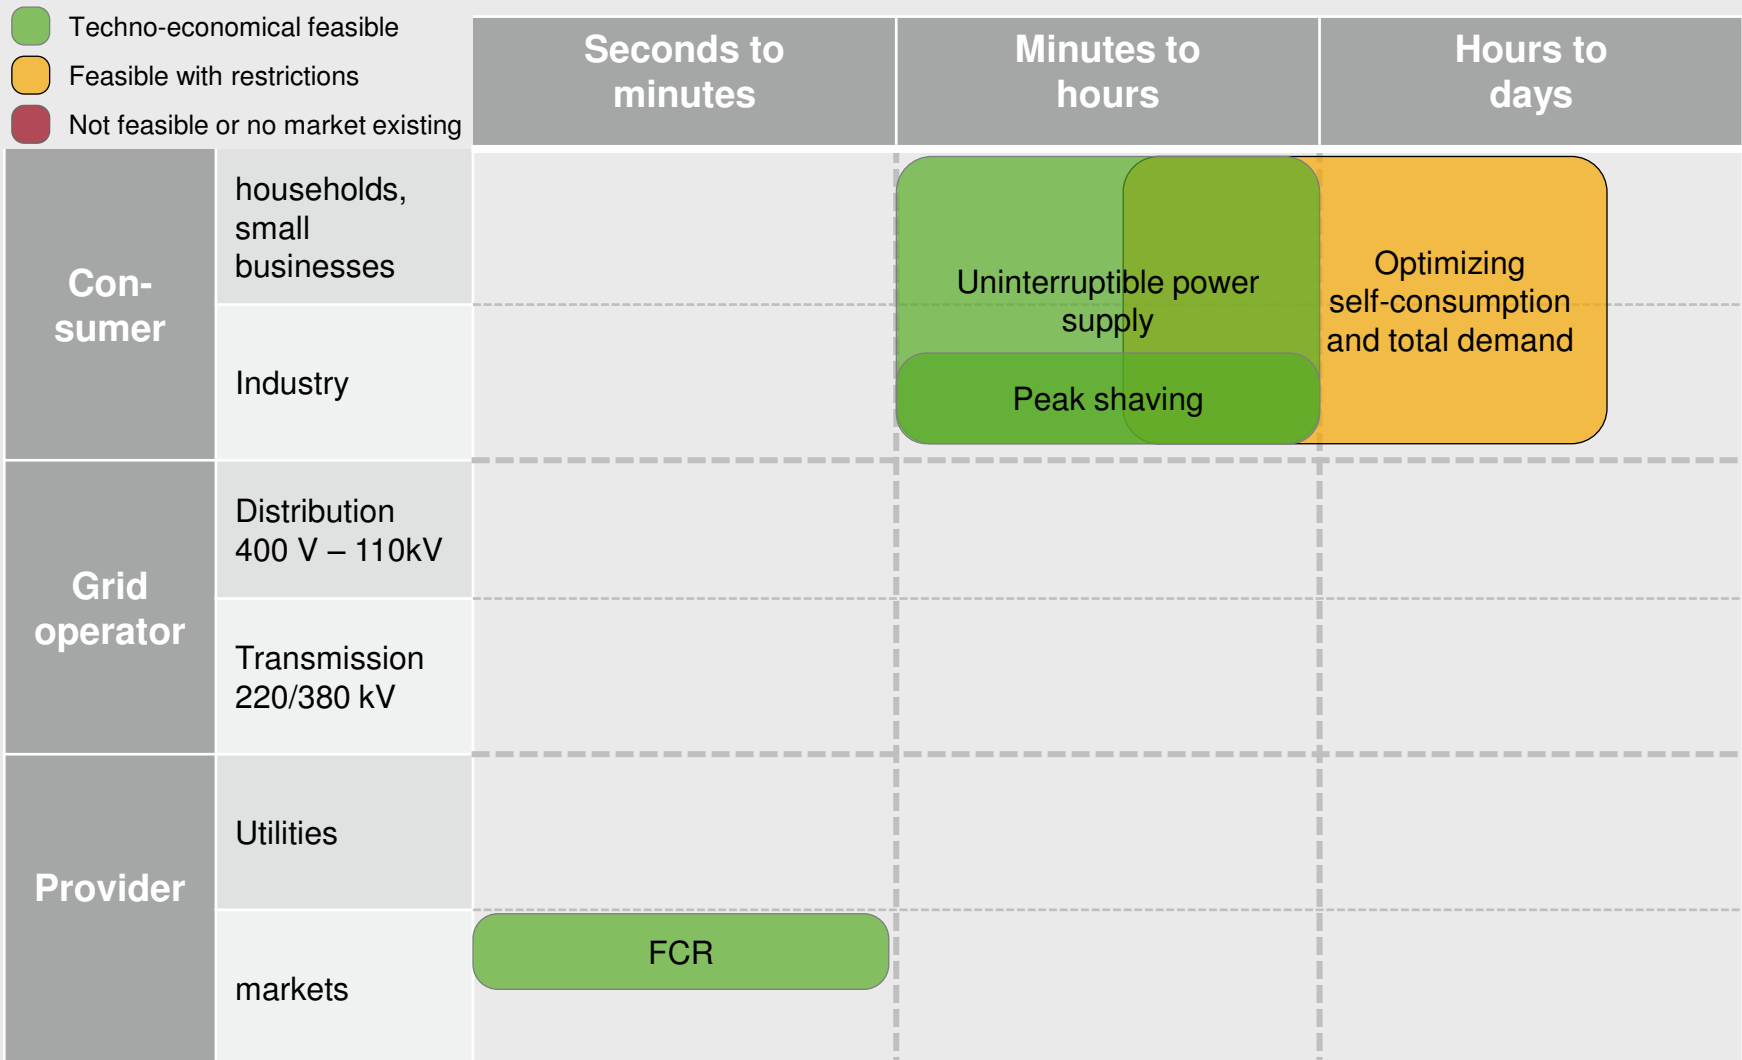 Techno-economical feasible
Feasible with restrictions
Not feasible or no market existing
Seconds to
minutes
Minutes to
hours
Hours to
days
Con-
sumer
households,
small
businesses
Industry
Uninterruptible power
supply
Peak shaving
Optimizing
self-consumption
and total demand
Grid
operator
Distribution
400 V – 110kV
Transmission
220/380 kV
Provider
Utilities
markets
FCR